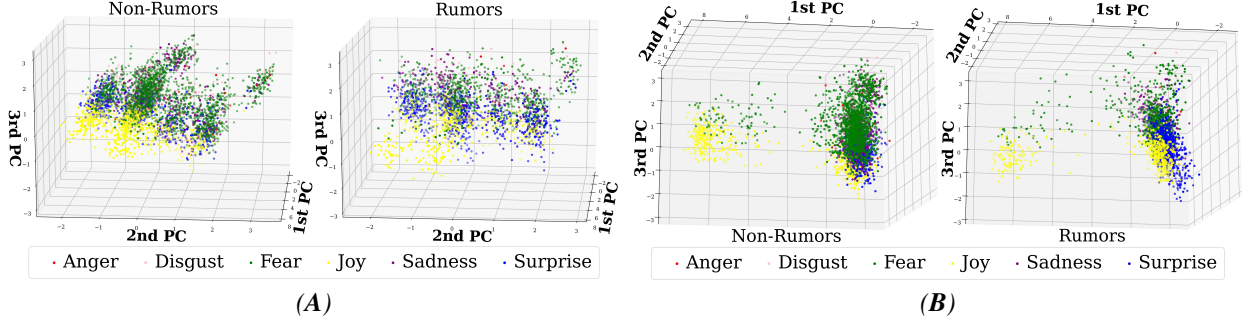 Non-Rumors
Rumors
3rd PC
2nd PC
1st PC
3rd PC
2nd PC
1st PC
Anger Disgust Fear Joy Sadness Surprise
(A)
1st PC
2nd PC
3rd PC
Non-Rumors
1st PC
2nd PC
3rd PC
Rumors
Anger Disgust Fear Joy Sadness Surprise
(B)